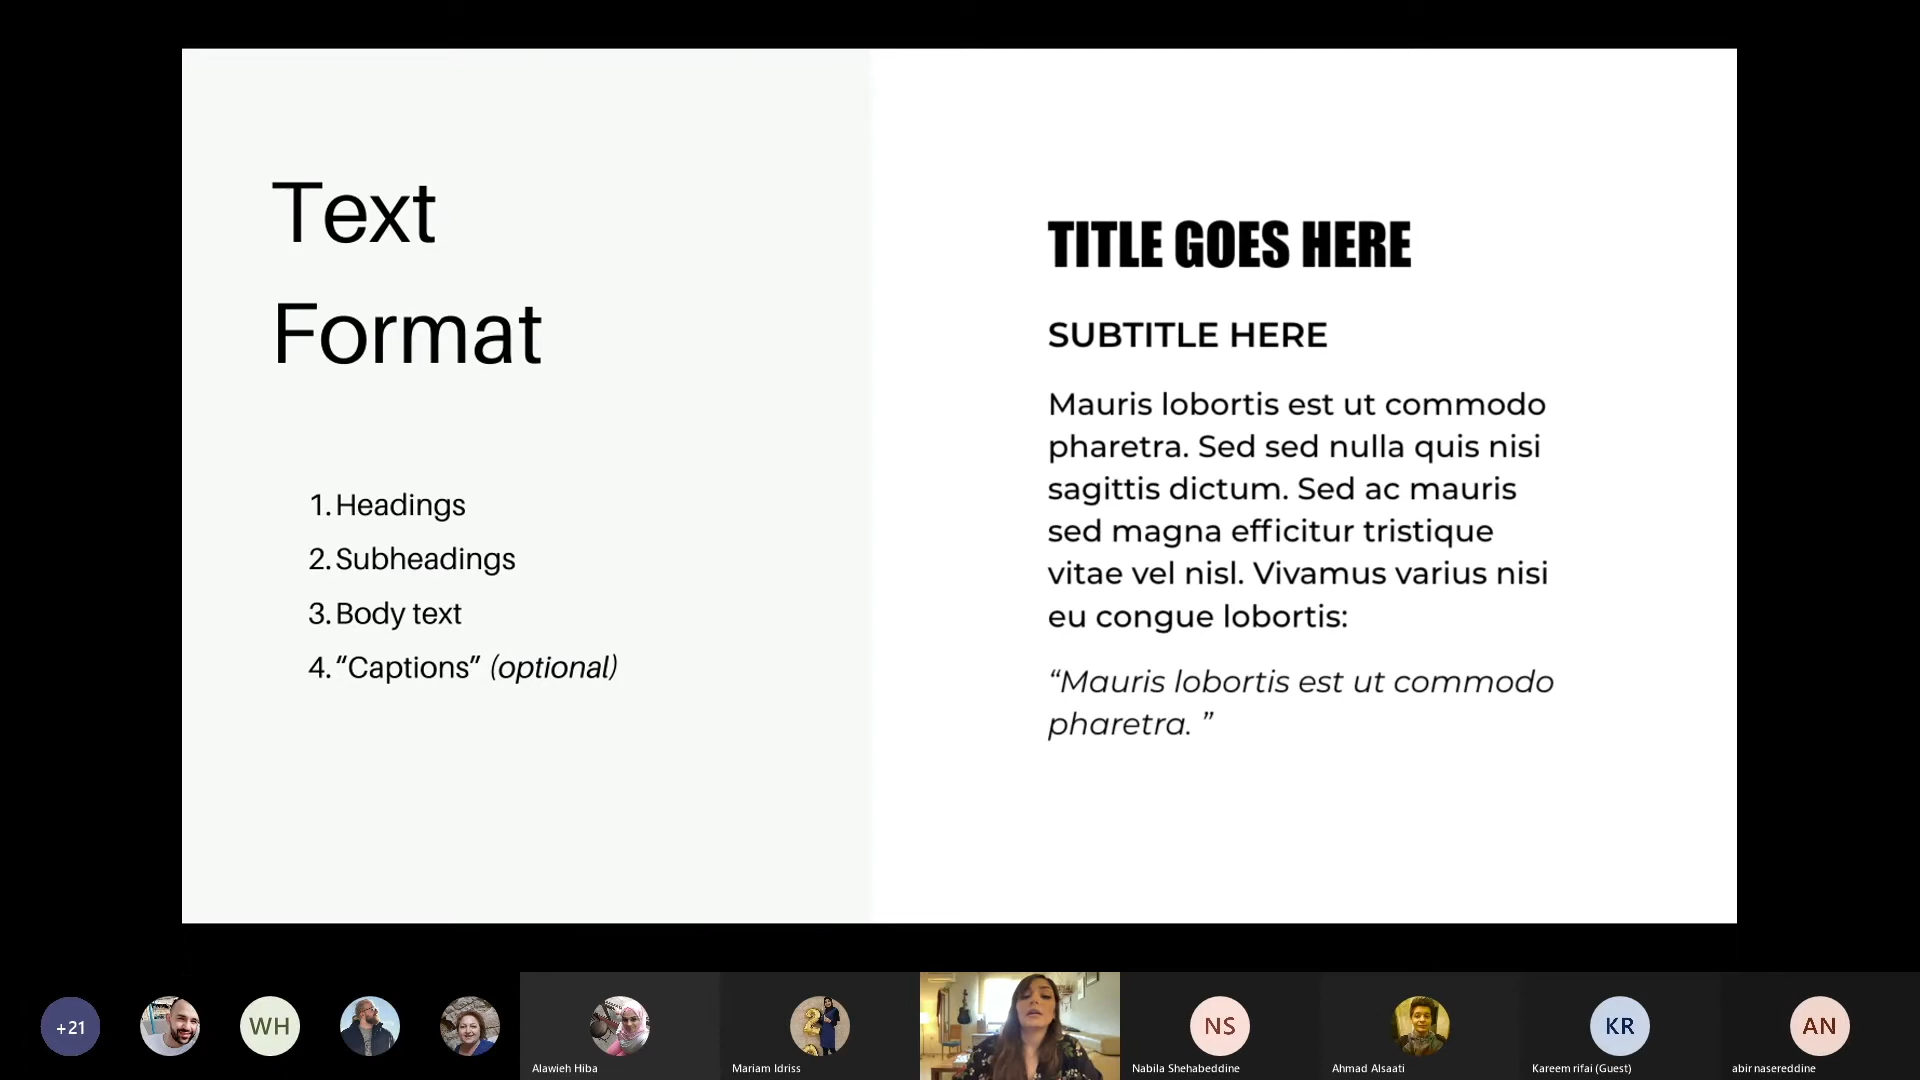 Text
Format
1. Headings
2. Subheadings
3. Body text
4. “Captions” (optional)
TITLE GOES HERE
SUBTITLE HERE
Mauris lobortis est ut commodo
pharetra. Sed sed nulla quis nisi
sagittis dictum. Sed ac mauris
sed magna efficitur tristique
vitae vel nisl. Vivamus varius nisi
eu congue lobortis:
“Mauris lobortis est ut commodo
pharetra. ”
+21
WH
Alawieh Hiba
2
Mariam Idriss
NS
Nabila Shehabeddine
Ahmad Alsaati
KR
Kareem rifai (Guest)
AN
abir nasereddine